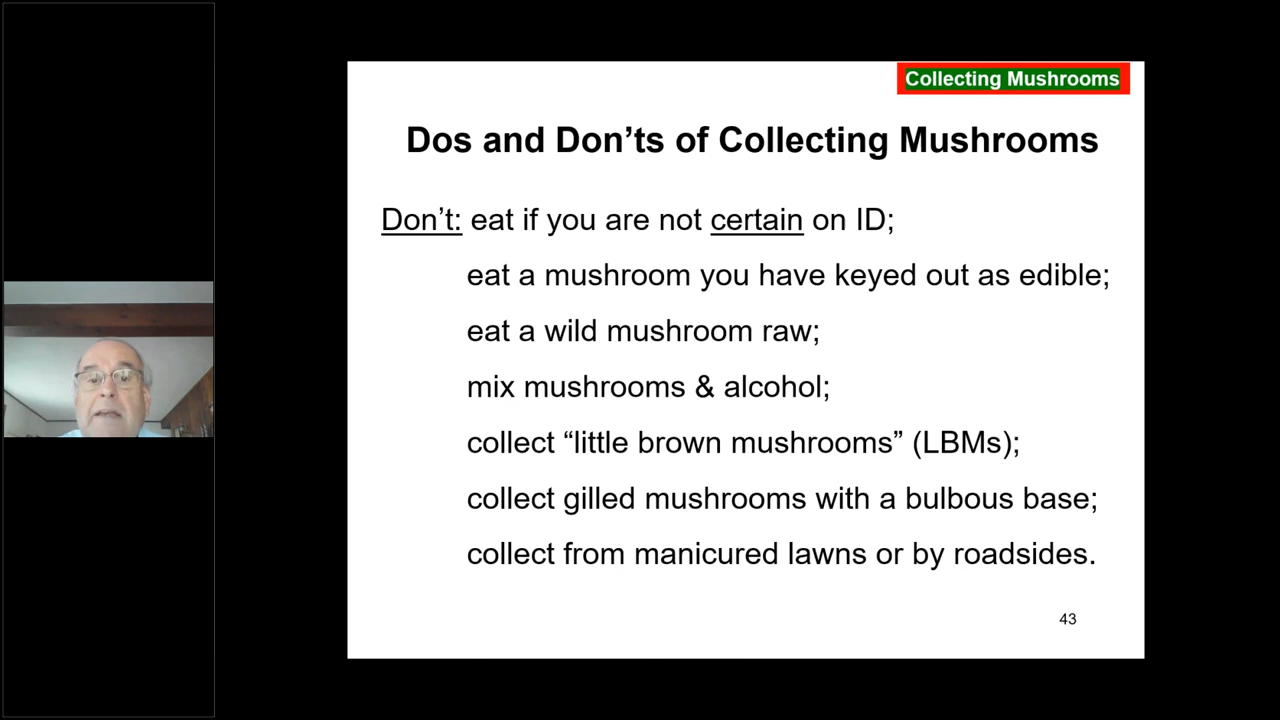 Collecting Mushrooms
Dos and Don’ts of Collecting Mushrooms
Don’t: eat if you are not certain on ID;
eat a mushroom you have keyed out as edible;
eat a wild mushroom raw;
mix mushrooms & alcohol;
collect “little brown mushrooms” (LBMs);
collect gilled mushrooms with a bulbous base;
collect from manicured lawns or by roadsides.
43